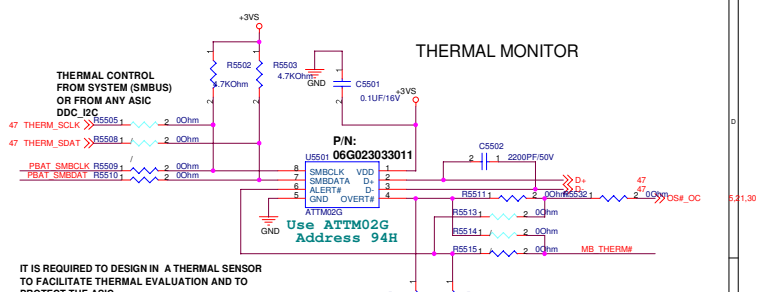 +3VS
THERMAL MONITOR
R5502
4.7KOhm
R5503
4.7KOhm
GND
C5501
0.1UF/16V
+3VS
THERMAL CONTROL
FROM SYSTEM (SMBUS)
OR FROM ANY ASIC
DDC_I2C
47 THERM_SCLK R5505 1 2 0Ohm
47 THERM_SDAT R5508 1 2 0Ohm
PBAT_SMBCLK R5509 1 2 0Ohm
PBAT_SMBDAT R5510 1 2 0Ohm
P/N:
06G023033011
U5501
8 SMBCLK VDD 1
7 SMBDATA D+ 2
6 ALERT# D- 3
5 GND OVERT# 4
ATTM02G
GND
Use ATTM02G
Address 94H
C5502
2 1 2200PF/50V
D+ 47
D- 47
R5511 1 2 0Ohm
R5532 1 2 0Ohm
OS#_OC 5,21,30
R5513 1 2 0Ohm
R5514 1 2 0Ohm
R5515 1 2 0Ohm
MB_THERM#
D
IT IS REQUIRED TO DESIGN IN A THERMAL SENSOR
TO FACILITATE THERMAL EVALUATION AND TO
PROTECT THE ASIC